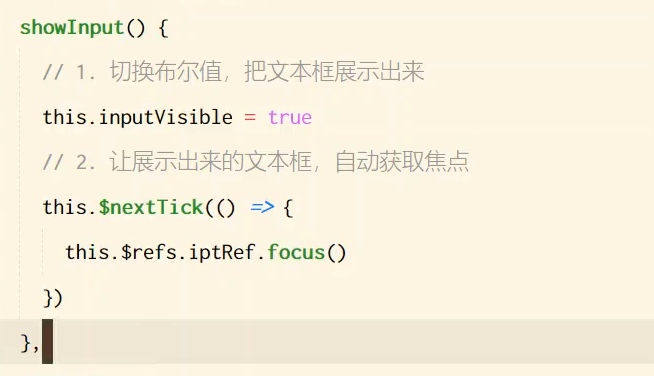 showInput() {
// 1. 切换布尔值，把文本框展示出来
this.inputVisible = true
// 2. 让展示出来的文本框，自动获取焦点
this.$nextTick(() => {
this.$refs.iptRef.focus()
})
},